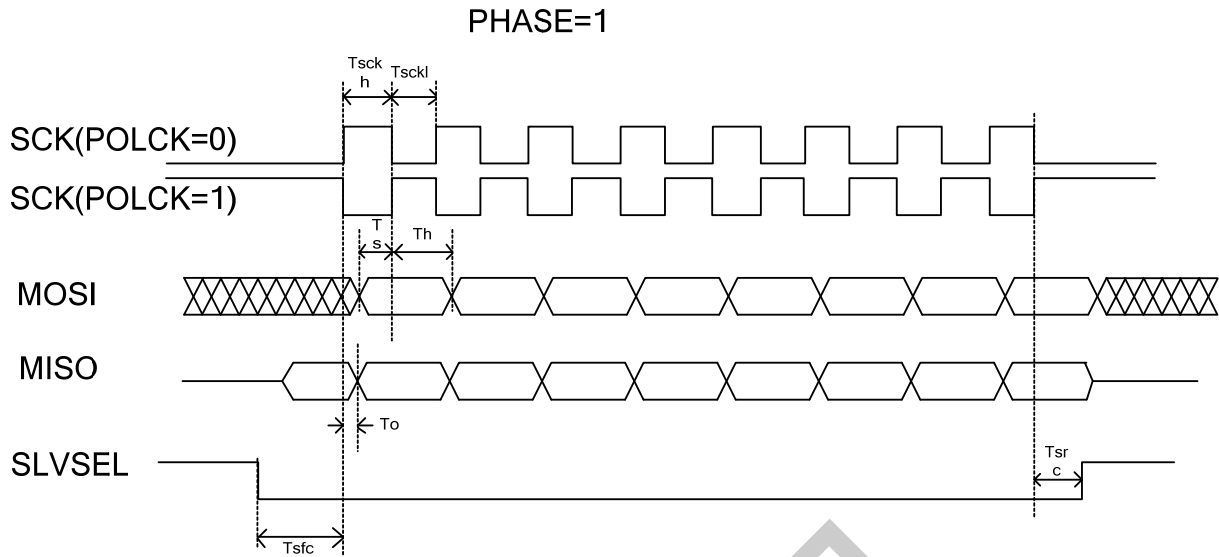 PHASE=1
Tsck
h
Tsckl
SCK(POLCK=0)
SCK(POLCK=1)
T
s
Th
MOSI
MISO
To
SLVSEL
Tsr
c
Tsfc